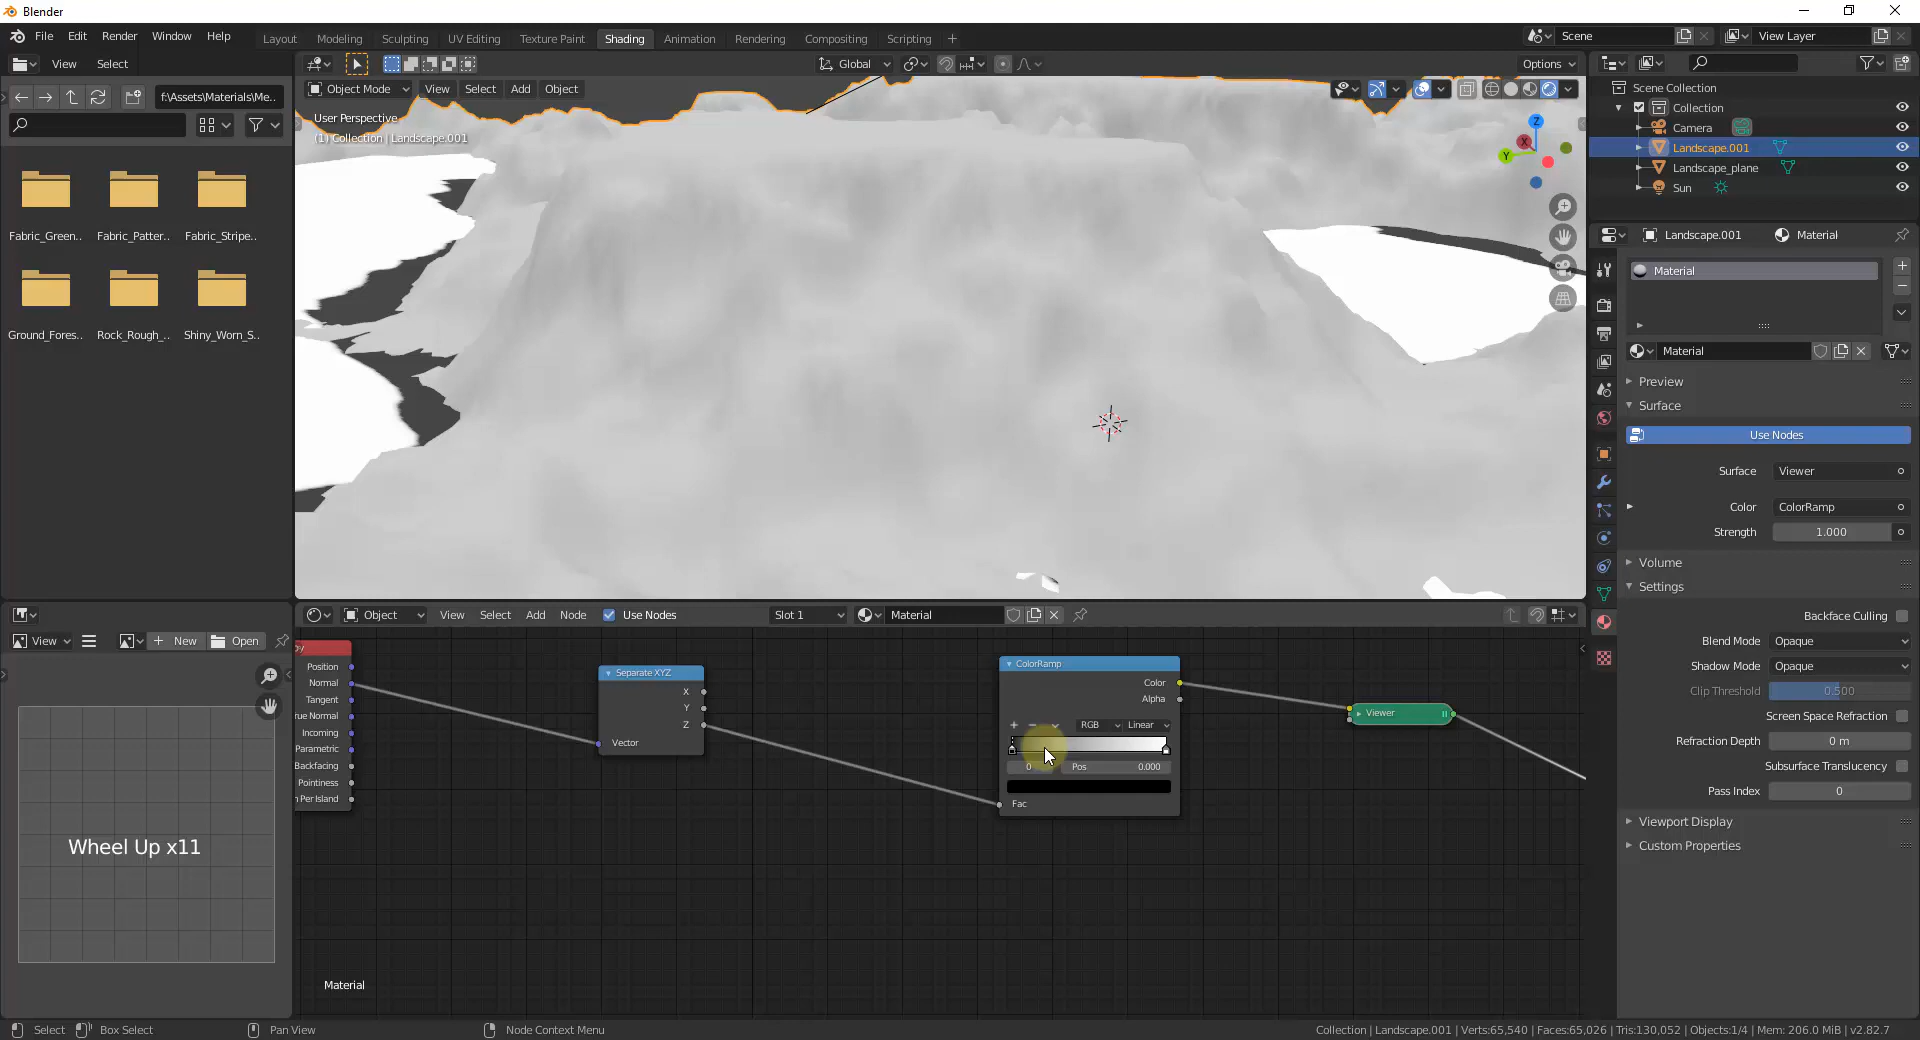 Blender
File Edit Render Window Help
Layout Modeling Sculpting UV Editing Texture Paint Shading Animation Rendering Compositing Scripting +
Scene
View Layer
View Select
Global
Options
f:\Assets\Materials\Me..
Object Mode View Select Add Object
User Perspective
(1) Collection | Landscape.001
Z
X
Y
Fabric_Green..
Fabric_Patter..
Fabric_Stripe..
Ground_Fores..
Rock_Rough_..
Shiny_Worn_S..
Scene Collection
Collection
Camera
Landscape.001
Landscape_plane
Sun
Landscape.001
Material
Material
Material
Preview
Surface
Use Nodes
Surface Viewer
Color ColorRamp
Strength 1.000
Volume
Settings
Backface Culling
Blend Mode Opaque
Shadow Mode Opaque
Clip Threshold 0.500
Screen Space Refraction
Refraction Depth 0 m
Subsurface Translucency
Pass Index 0
Viewport Display
Custom Properties
View
New
Open
Wheel Up x11
Object View Select Add Node Use Nodes
Slot 1
Material
Position
Normal
Tangent
rue Normal
Incoming
Parametric
Backfacing
Pointiness
n Per Island
Separate XYZ
X
Y
Z
Vector
ColorRamp
Color
Alpha
RGB
Linear
0
Pos 0.000
Fac
Viewer
Material
Select
Box Select
Pan View
Node Context Menu
Collection | Landscape.001 | Verts:65,540 | Faces:65,026 | Tris:130,052 | Objects:1/4 | Mem: 206.0 MiB | v2.82.7